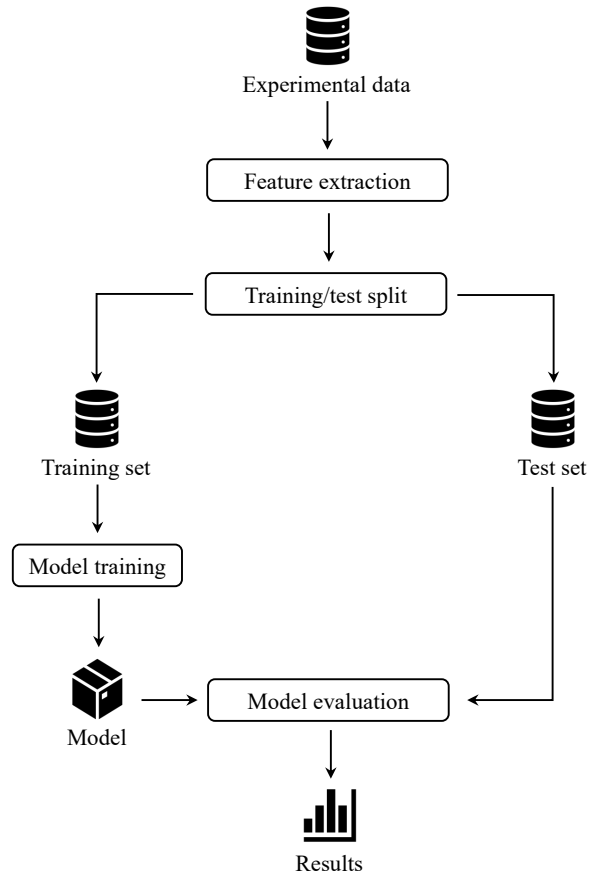 Experimental data
Feature extraction
Training/test split
Training set
Test set
Model training
Model evaluation
Model
Results